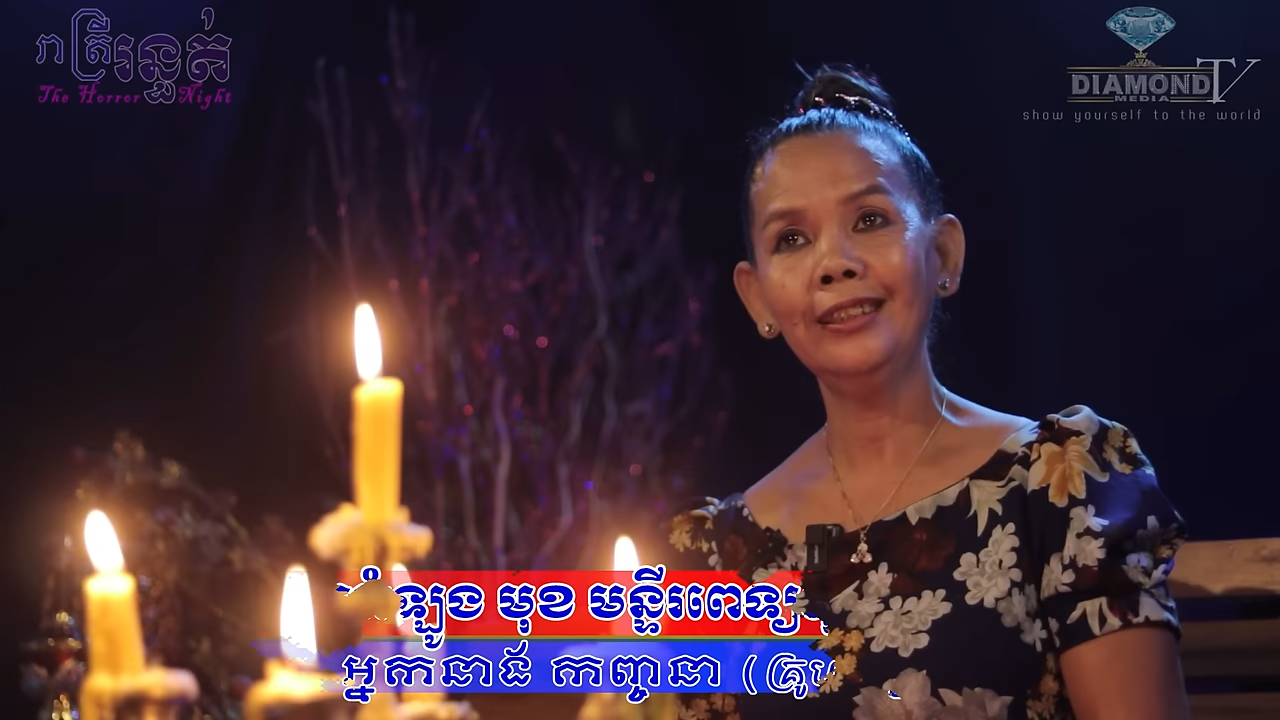 រាត្រីរន្ធត់
The Horror Night
DIAMOND TV
MEDIA
show yourself to the world
មុខ មន្ទីរពេទ្យ
អ្នកនាង កញ្ចនា